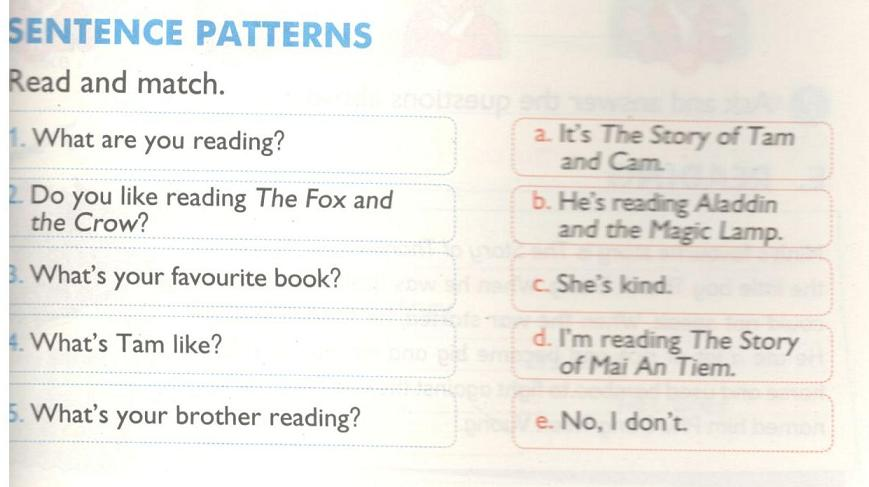 SENTENCE PATTERNS
Read and match.
1. What are you reading?
2. Do you like reading The Fox and
the Crow?
3. What's your favourite book?
4. What's Tam like?
5. What's your brother reading?
a. It's The Story of Tam
and Cam.
b. He's reading Aladdin
and the Magic Lamp.
c. She's kind.
d. I'm reading The Story
of Mai An Tiem.
e. No, I don't.